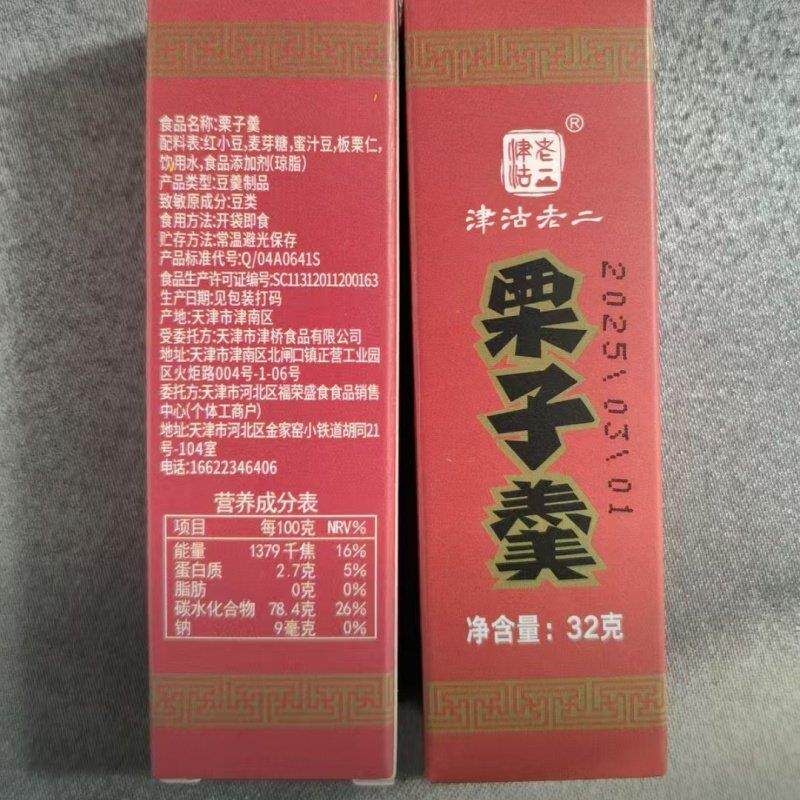 食品名称:栗子羹
配料表:红小豆,麦芽糖,蜜汁豆,板栗仁,
饮用水,食品添加剂(琼脂)
产品类型:豆羹制品
致敏原成分:豆类
食用方法:开袋即食
贮存方法:常温避光保存
产品标准代号:Q/04A0641S
食品生产许可证编号:SC11312011200163
生产日期:见包装打码
产地:天津市津南区
受委托方:天津市津桥食品有限公司
地址:天津市津南区北闸口镇正营工业园
区火炬路004号-1-06号
委托方:天津市河北区福荣盛食食品销售
中心(个体工商户)
地址:天津市河北区金家窑小铁道胡同21
号-104室
电话:16622346406
营养成分表
项目 每100克 NRV%
能量 1379千焦 16%
蛋白质 2.7克 5%
脂肪 0克 0%
碳水化合物 78.4克 26%
钠 9毫克 0%
津沽老二
®
津沽老二
栗子羹
2025\03\01
净含量：32克